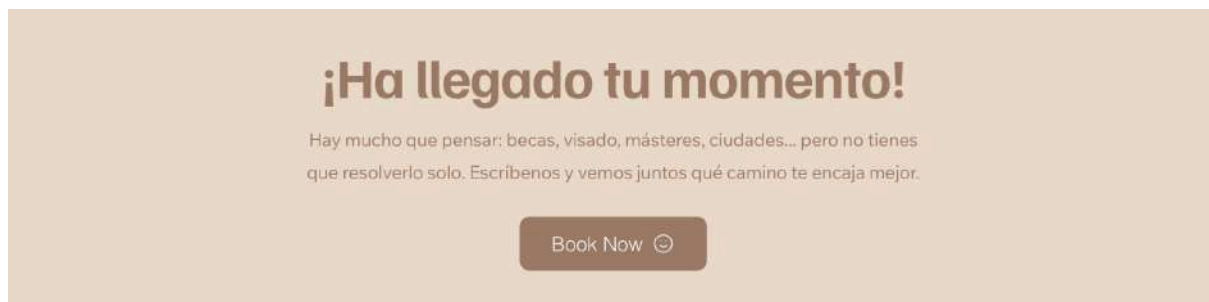 ¡Ha llegado tu momento!
Hay mucho que pensar: becas, visado, másteres, ciudades... pero no tienes
que resolverlo solo. Escríbenos y vemos juntos qué camino te encaja mejor.
Book Now